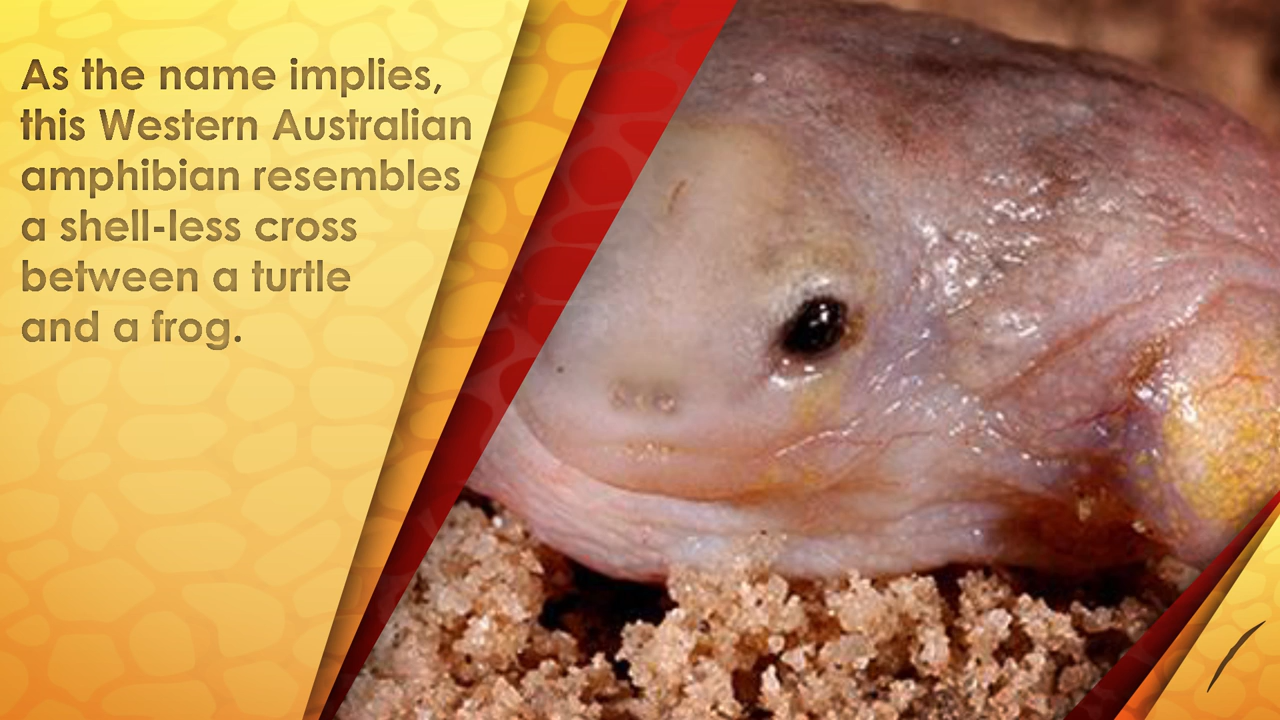 As the name implies,
this Western Australian
amphibian resembles
a shell-less cross
between a turtle
and a frog.